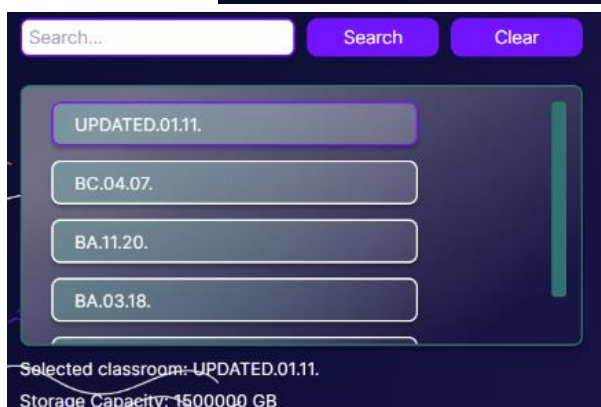 Search... Search Clear
UPDATED.01.11.
BC.04.07.
BA.11.20.
BA.03.18.
Selected classroom: UPDATED.01.11.
Storage Capacity: 1500000 GB